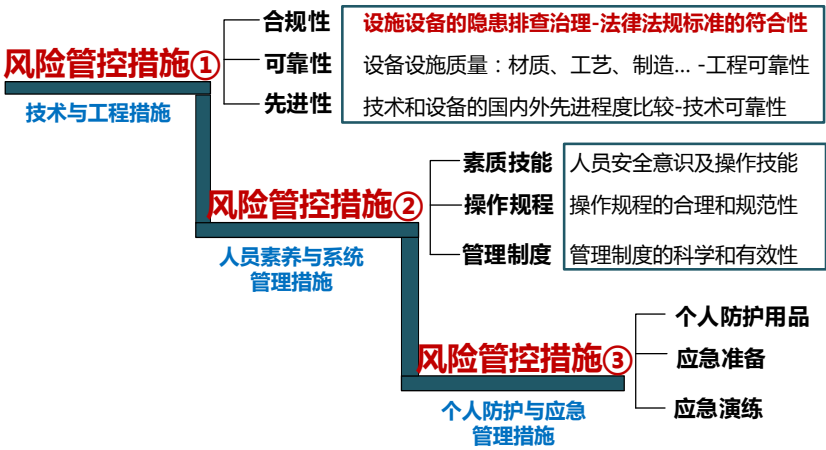 合规性
设施设备的隐患排查治理-法律法规标准的符合性
风险管控措施①
可靠性
设备设施质量：材质、工艺、制造... -工程可靠性
先进性
技术和设备的国内外先进程度比较-技术可靠性
技术与工程措施
素质技能
人员安全意识及操作技能
风险管控措施②
操作规程
操作规程的合理和规范性
管理制度
管理制度的科学和有效性
人员素养与系统
管理措施
个人防护用品
风险管控措施③
应急准备
应急演练
个人防护与应急
管理措施